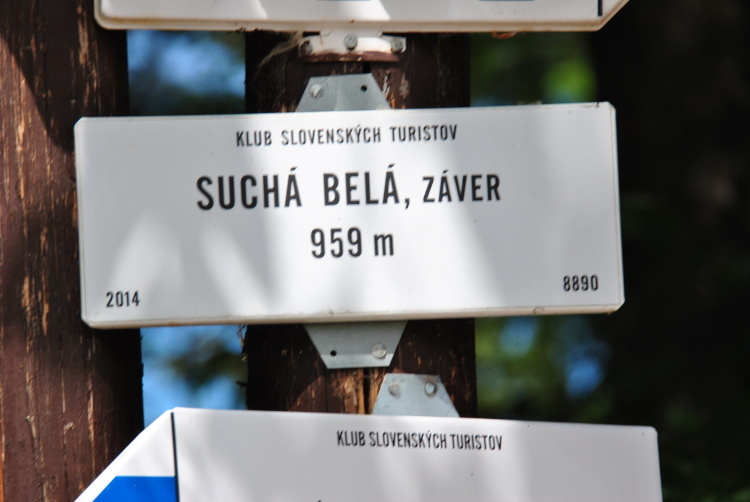 KLUB SLOVENSKÝCH TURISTOV
SUCHÁ BELÁ, ZÁVER
959 m
2014
8890
KLUB SLOVENSKÝCH TURISTOV